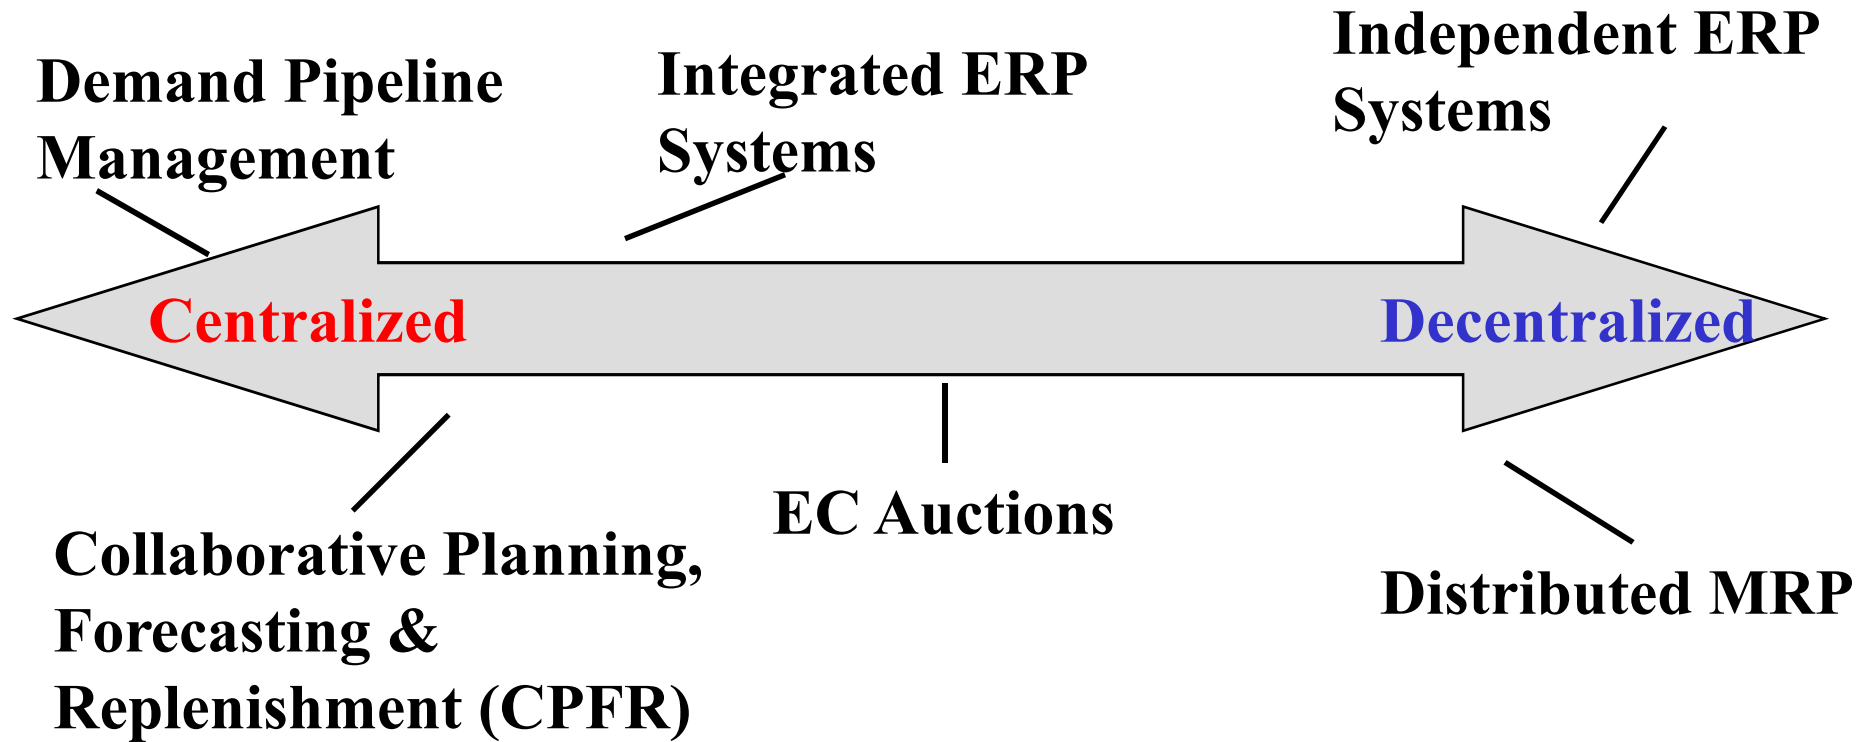 Demand Pipeline
Management
Integrated ERP
Systems
Independent ERP
Systems
Centralized
Decentralized
Collaborative Planning,
Forecasting &
Replenishment (CPFR)
EC Auctions
Distributed MRP